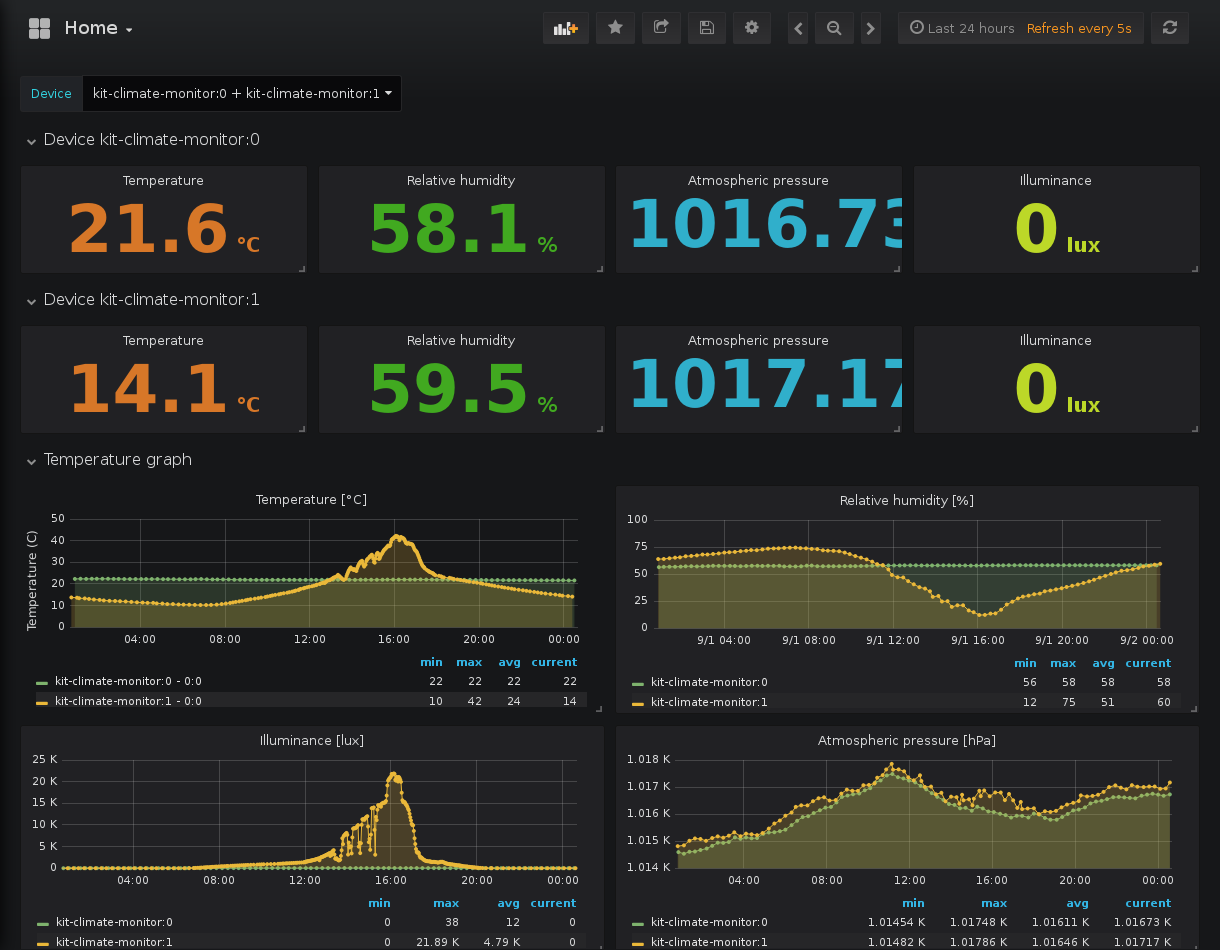 Home
Last 24 hours Refresh every 5s
Device kit-climate-monitor:0 + kit-climate-monitor:1
Device kit-climate-monitor:0
Temperature Relative humidity Atmospheric pressure Illuminance
21.6 °C 58.1 % 1016.73 0 lux
Device kit-climate-monitor:1
Temperature Relative humidity Atmospheric pressure Illuminance
14.1 °C 59.5 % 1017.17 0 lux
Temperature graph
Temperature [°C]
Temperature (C)
50
40
30
20
10
0
04:00 08:00 12:00 16:00 20:00 00:00
min max avg current
kit-climate-monitor:0 - 0:0 22 22 22 22
kit-climate-monitor:1 - 0:0 10 42 24 14
Relative humidity [%]
100
75
50
25
0
9/1 04:00 9/1 08:00 9/1 12:00 9/1 16:00 9/1 20:00 9/2 00:00
min max avg current
kit-climate-monitor:0 56 58 58 58
kit-climate-monitor:1 12 75 51 60
Illuminance [lux]
25 K
20 K
15 K
10 K
5 K
0
04:00 08:00 12:00 16:00 20:00 00:00
min max avg current
kit-climate-monitor:0 0 38 12 0
kit-climate-monitor:1 0 21.89 K 4.79 K 0
Atmospheric pressure [hPa]
1.018 K
1.017 K
1.016 K
1.015 K
1.014 K
04:00 08:00 12:00 16:00 20:00 00:00
min max avg current
kit-climate-monitor:0 1.01454 K 1.01748 K 1.01611 K 1.01673 K
kit-climate-monitor:1 1.01482 K 1.01786 K 1.01646 K 1.01717 K